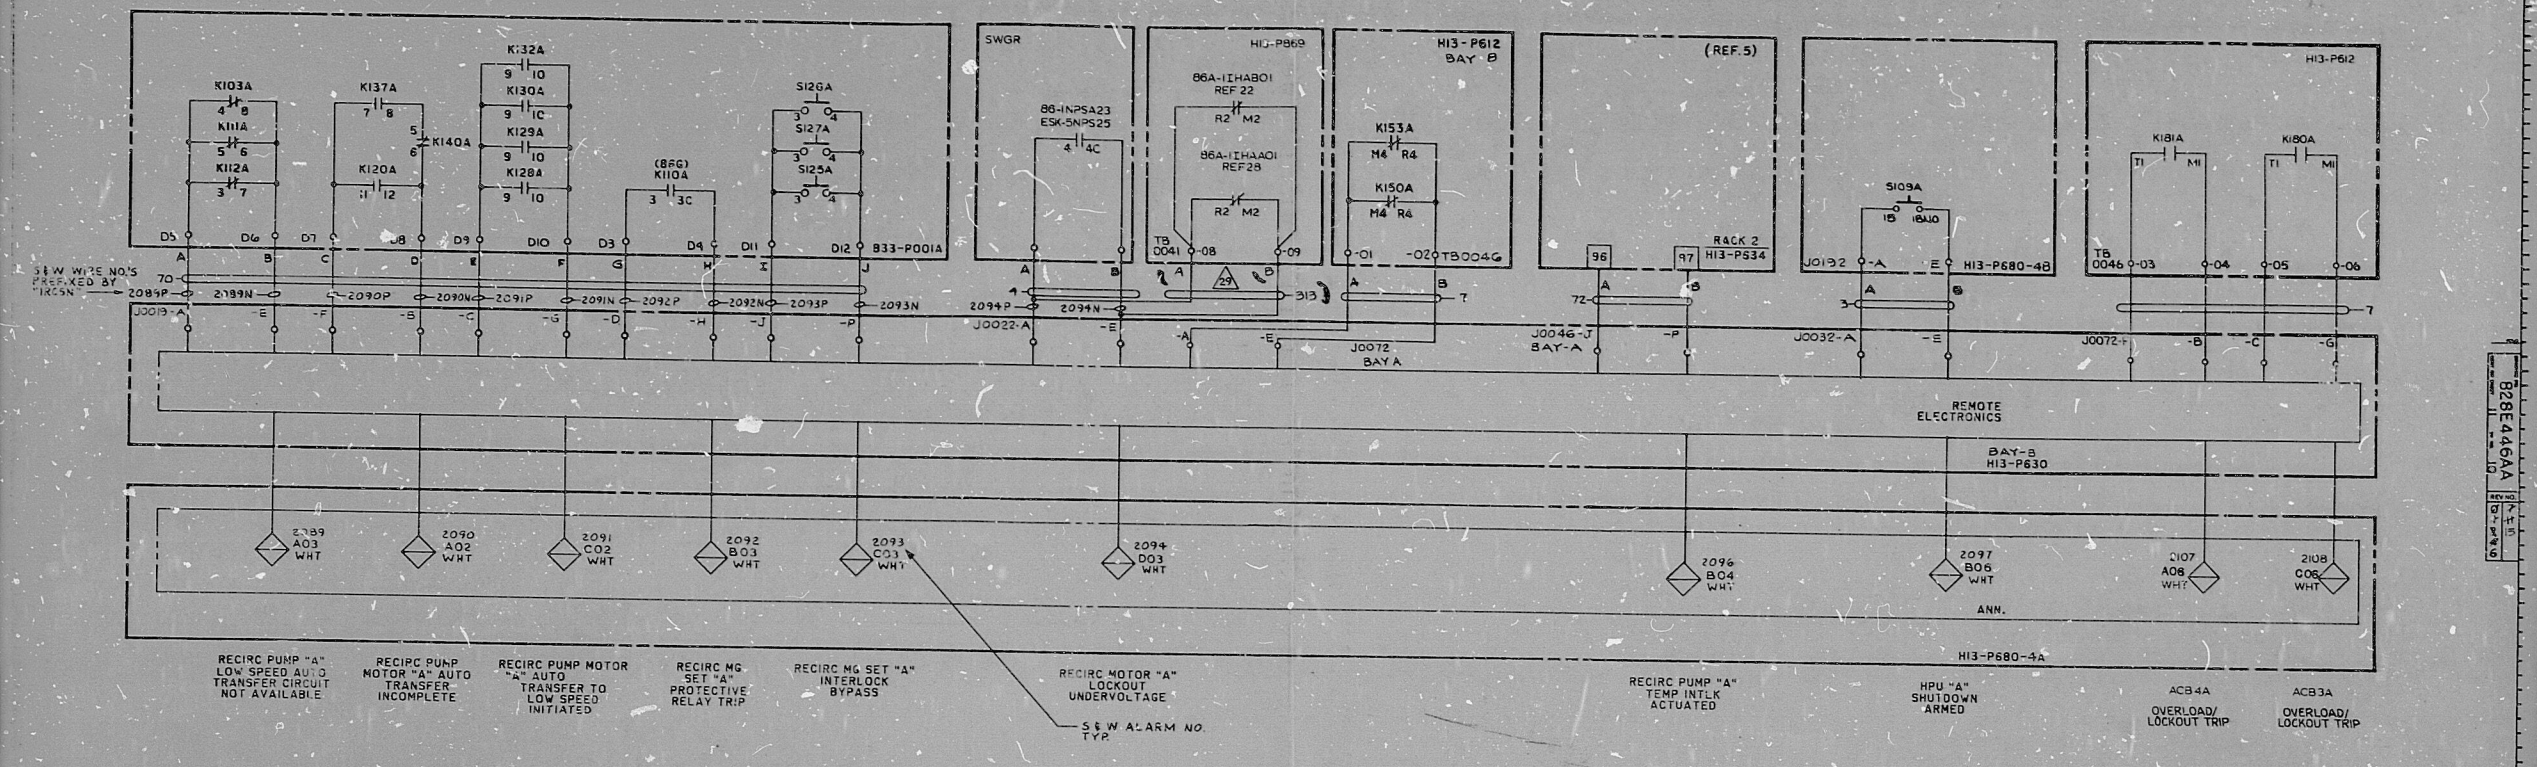 K103A
4 8
K111A
5 6
K112A
3 7
K137A
7 8
5
6
K140A
K120A
11 12
K132A
9 10
K130A
9 1C
K129A
9 10
K128A
9 10
(86G)
K110A
3 3C
S126A
3 4
S127A
3 4
S125A
3 4
D5 D6 D7 D8 D9 D10 D3 D4 D11 D12 B33-P001A
SWGR
86-1NPSA23
ESK-5NPS25
4 4C
H13-P869
86A-1IHAB01
REF 22
R2 M2
86A-1IHAA01
REF 28
R2 M2
TB
0041 -08 -09
H13-P612
BAY B
K153A
M4 R4
K150A
M4 R4
-01 -02 TB0046
(REF.5)
96 97
RACK 2
H13-P634
S109A
15 18NO
J0192 -A -E H13-P680-4B
H13-P612
K181A
T1 M1
K180A
T1 M1
TB
0046 -03 -04 -05 -06
A B C D E F G H I J
A B A B A B A B A B
S&W WIRE NO.'S
PREFIXED BY
"1RCSN"
70
4
29
313
7
72
3
7
2089P 2089N 2090P 2090N 2091P 2091N 2092P 2092N 2093P 2093N 2094P 2094N
J0019-A -E -F -B -C -G -D -H -J -P
J0022-A -E
-A -E
J0072
BAY A
J0046-J -P
BAY-A
J0032-A -E
J0072-F -B -C -G
REMOTE
ELECTRONICS
BAY-B
H13-P630
2089
A03
WHT
2090
A02
WHT
2091
C02
WHT
2092
B03
WHT
2093
C03
WHT
2094
D03
WHT
2096
B04
WHT
2097
B06
WHT
2107
A06
WHT
2108
C06
WHT
ANN.
H13-P680-4A
RECIRC PUMP "A"
LOW SPEED AUTO
TRANSFER CIRCUIT
NOT AVAILABLE
RECIRC PUMP
MOTOR "A" AUTO
TRANSFER
INCOMPLETE
RECIRC PUMP MOTOR
"A" AUTO
TRANSFER TO
LOW SPEED
INITIATED
RECIRC MG
SET "A"
PROTECTIVE
RELAY TRIP
RECIRC MG SET "A"
INTERLOCK
BYPASS
RECIRC MOTOR "A"
LOCKOUT
UNDERVOLTAGE
S&W ALARM NO.
TYP.
RECIRC PUMP "A"
TEMP INTLK
ACTUATED
HPU "A"
SHUTDOWN
ARMED
ACB4A
OVERLOAD/
LOCKOUT TRIP
ACB3A
OVERLOAD/
LOCKOUT TRIP
828E446AA
REV NO.